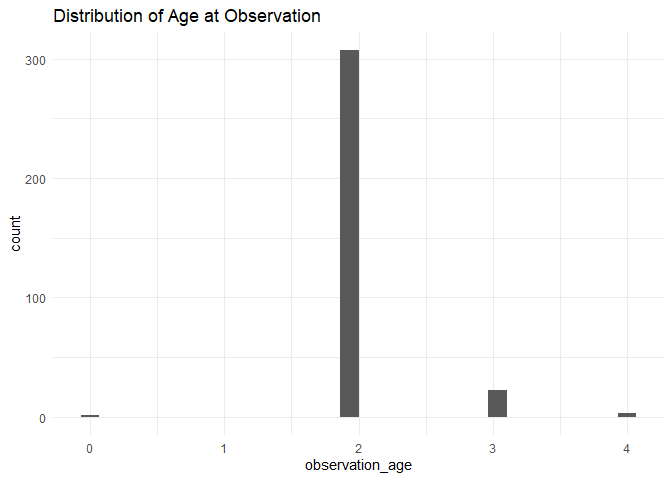 Distribution of Age at Observation
300
200
100
0
count
0 1 2 3 4
observation_age